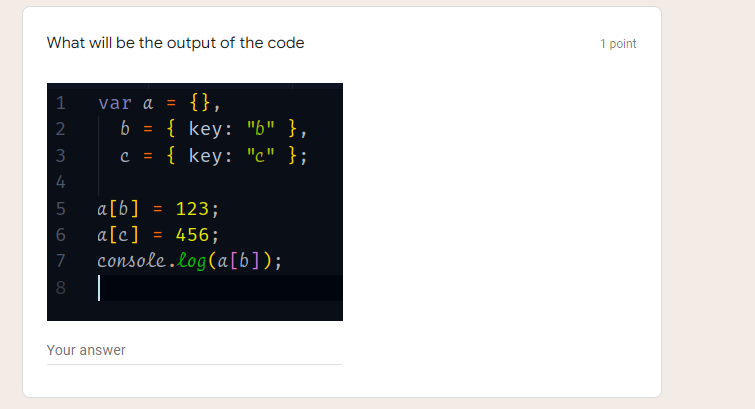 What will be the output of the code
1 point
1 var a = {},
2 b = { key: "b" },
3 c = { key: "c" };
4
5 a[b] = 123;
6 a[c] = 456;
7 console.log(a[b]);
8
Your answer